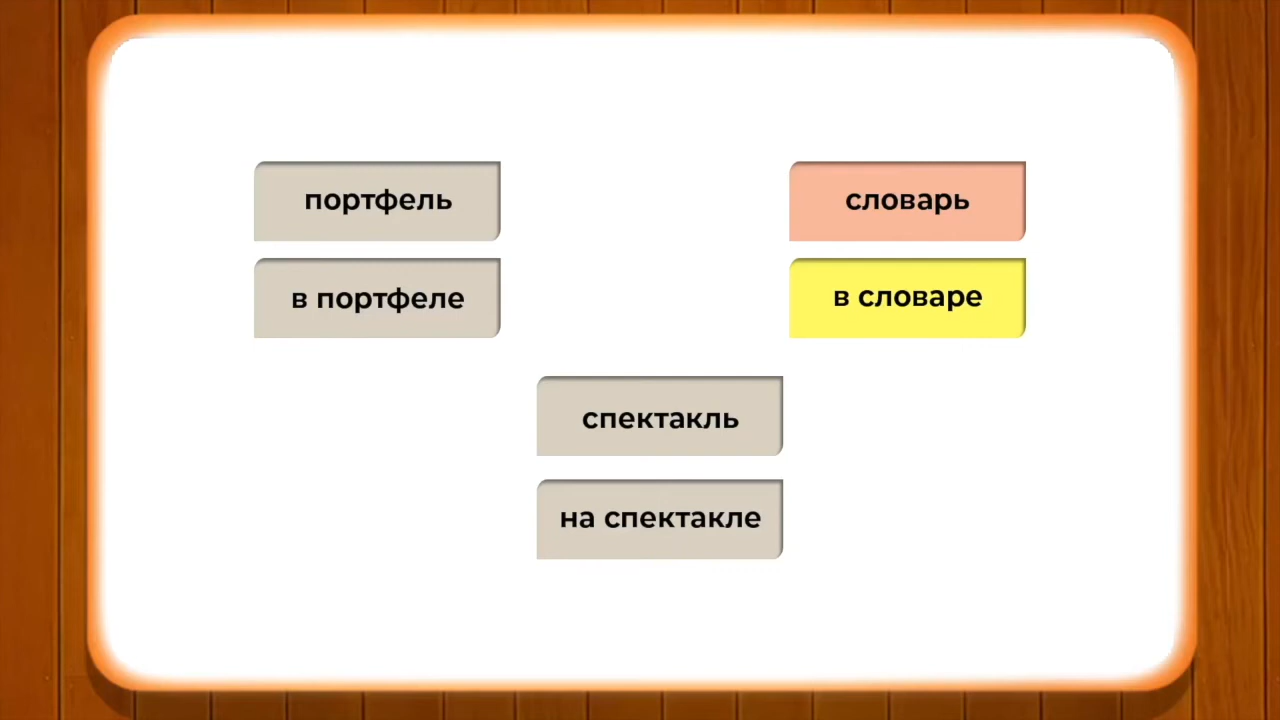 портфель
в портфеле
словарь
в словаре
спектакль
на спектакле